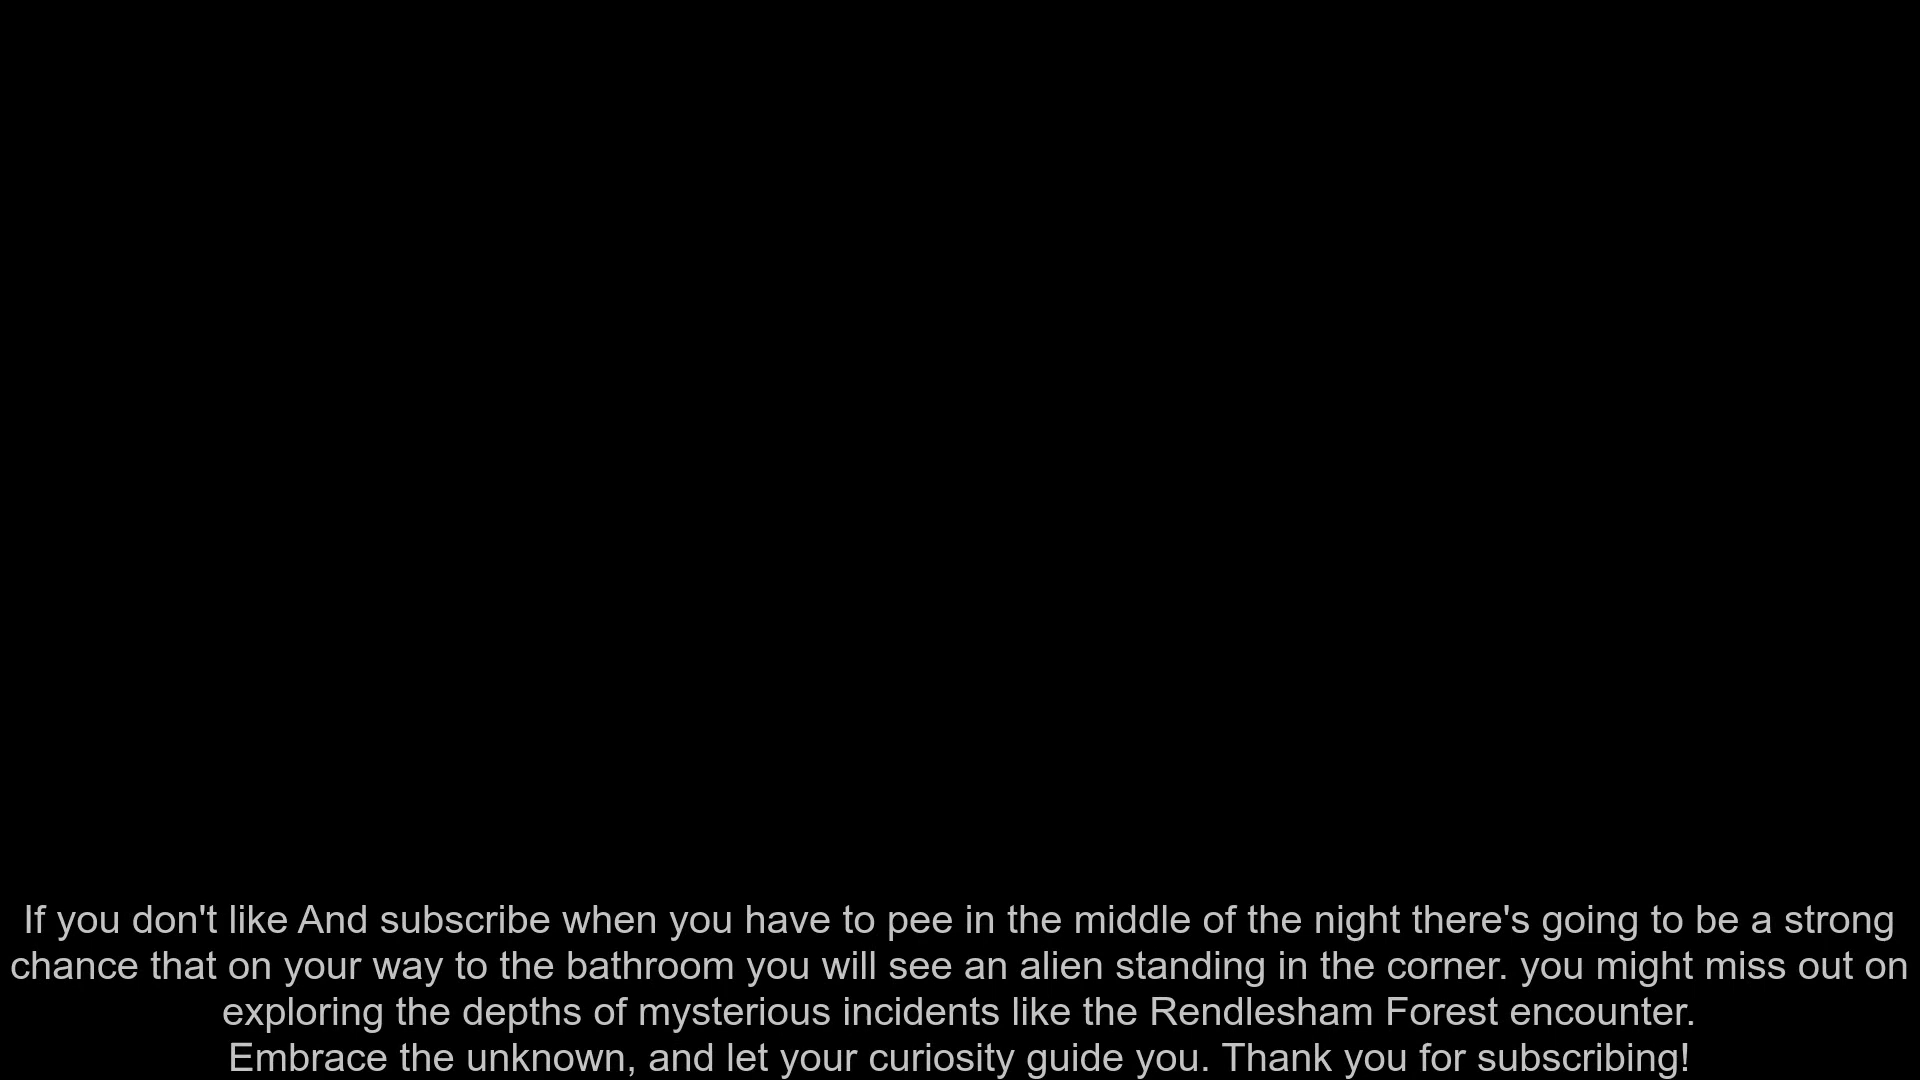 If you don't like And subscribe when you have to pee in the middle of the night there's going to be a strong
chance that on your way to the bathroom you will see an alien standing in the corner. you might miss out on
exploring the depths of mysterious incidents like the Rendlesham Forest encounter.
Embrace the unknown, and let your curiosity guide you. Thank you for subscribing!